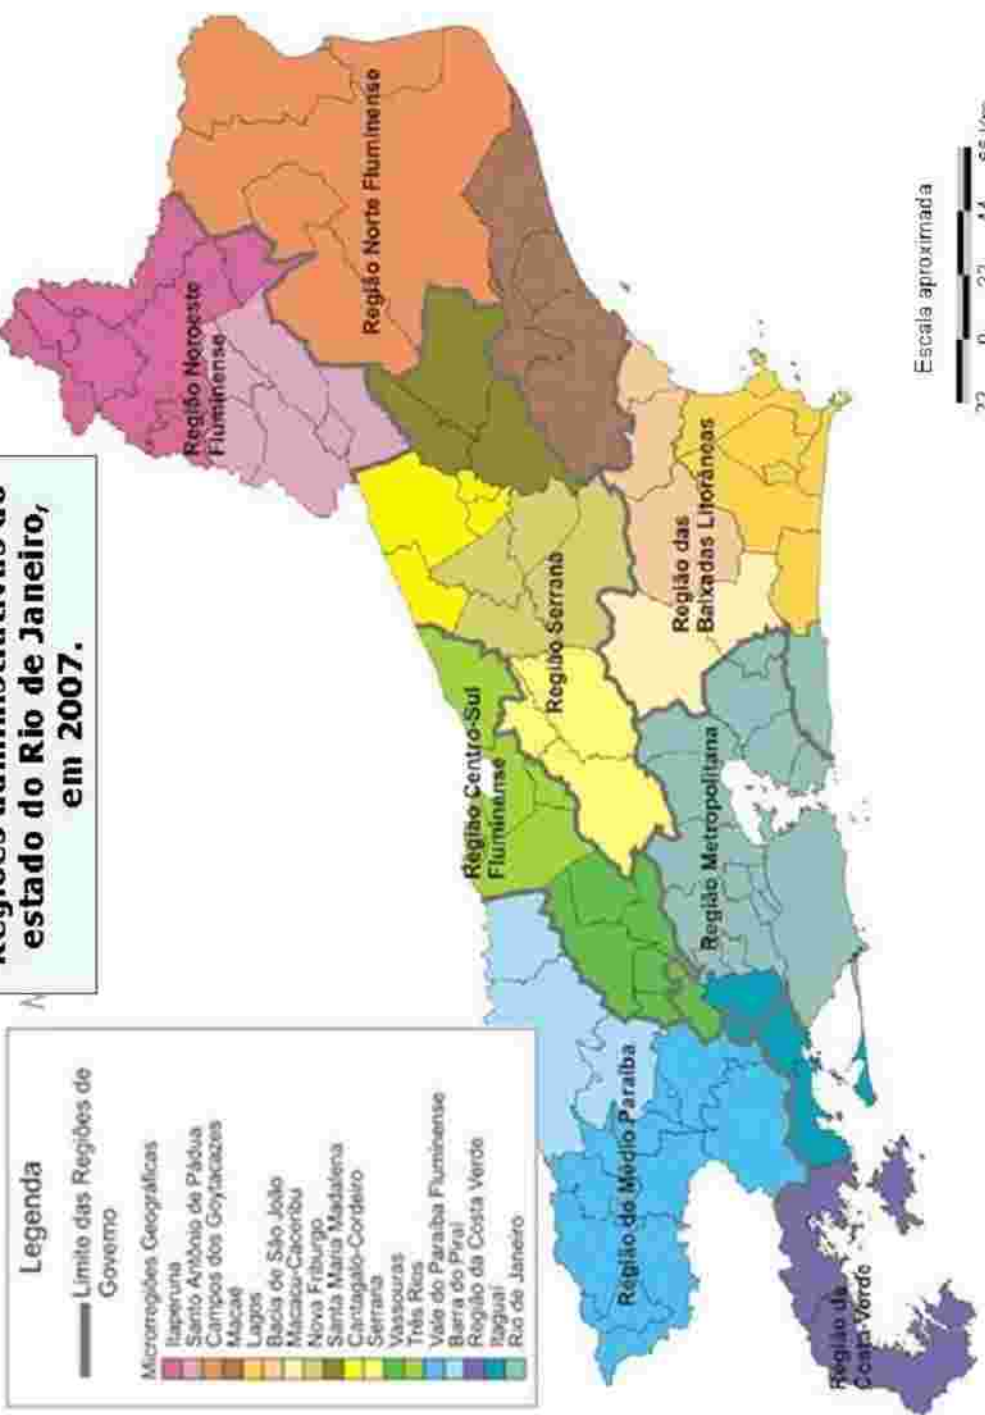 estado do Rio de Janeiro,
em 2007.
Legenda
Limite das Regiões de
Governo
Microrregiões Geográficas
Itaperuna
Santo Antônio de Pádua
Campos dos Goytacazes
Macaé
Lagos
Bacia de São João
Macacu-Caceribu
Nova Friburgo
Santa Maria Madalena
Cantagalo-Cordeiro
Serrana
Vassouras
Três Rios
Vale do Paraíba Fluminense
Barra do Piraí
Região da Costa Verde
Itaguaí
Rio de Janeiro
Região Noroeste
Fluminense
Região Norte Fluminense
Região Centro-Sul
Fluminense
Região Serrana
Região das
Baixadas Litorâneas
Região Metropolitana
Região do Médio Paraíba
Região da
Costa Verde
Escala aproximada